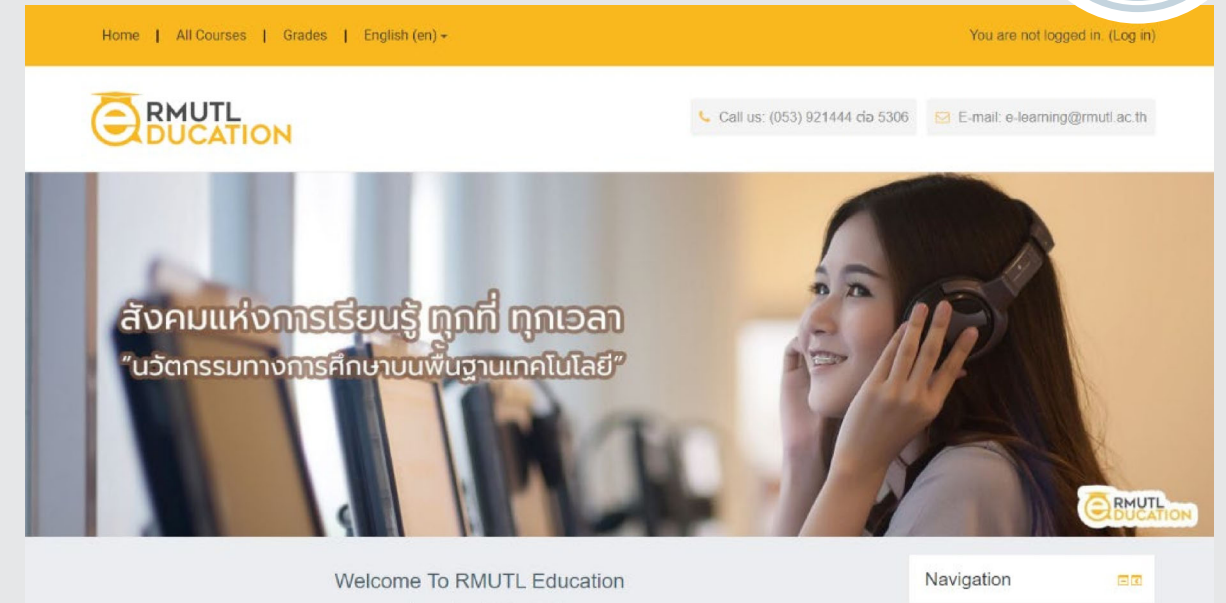 Home | All Courses | Grades | English (en)
You are not logged in. (Log in)
RMUTL
eDUCATION
Call us: (053) 921444 ต่อ 5306
E-mail: e-learning@rmutl.ac.th
สังคมแห่งการเรียนรู้ ทุกที่ ทุกเวลา
"นวัตกรรมทางการศึกษาบนพื้นฐานเทคโนโลยี"
RMUTL
eDUCATION
Welcome To RMUTL Education
Navigation